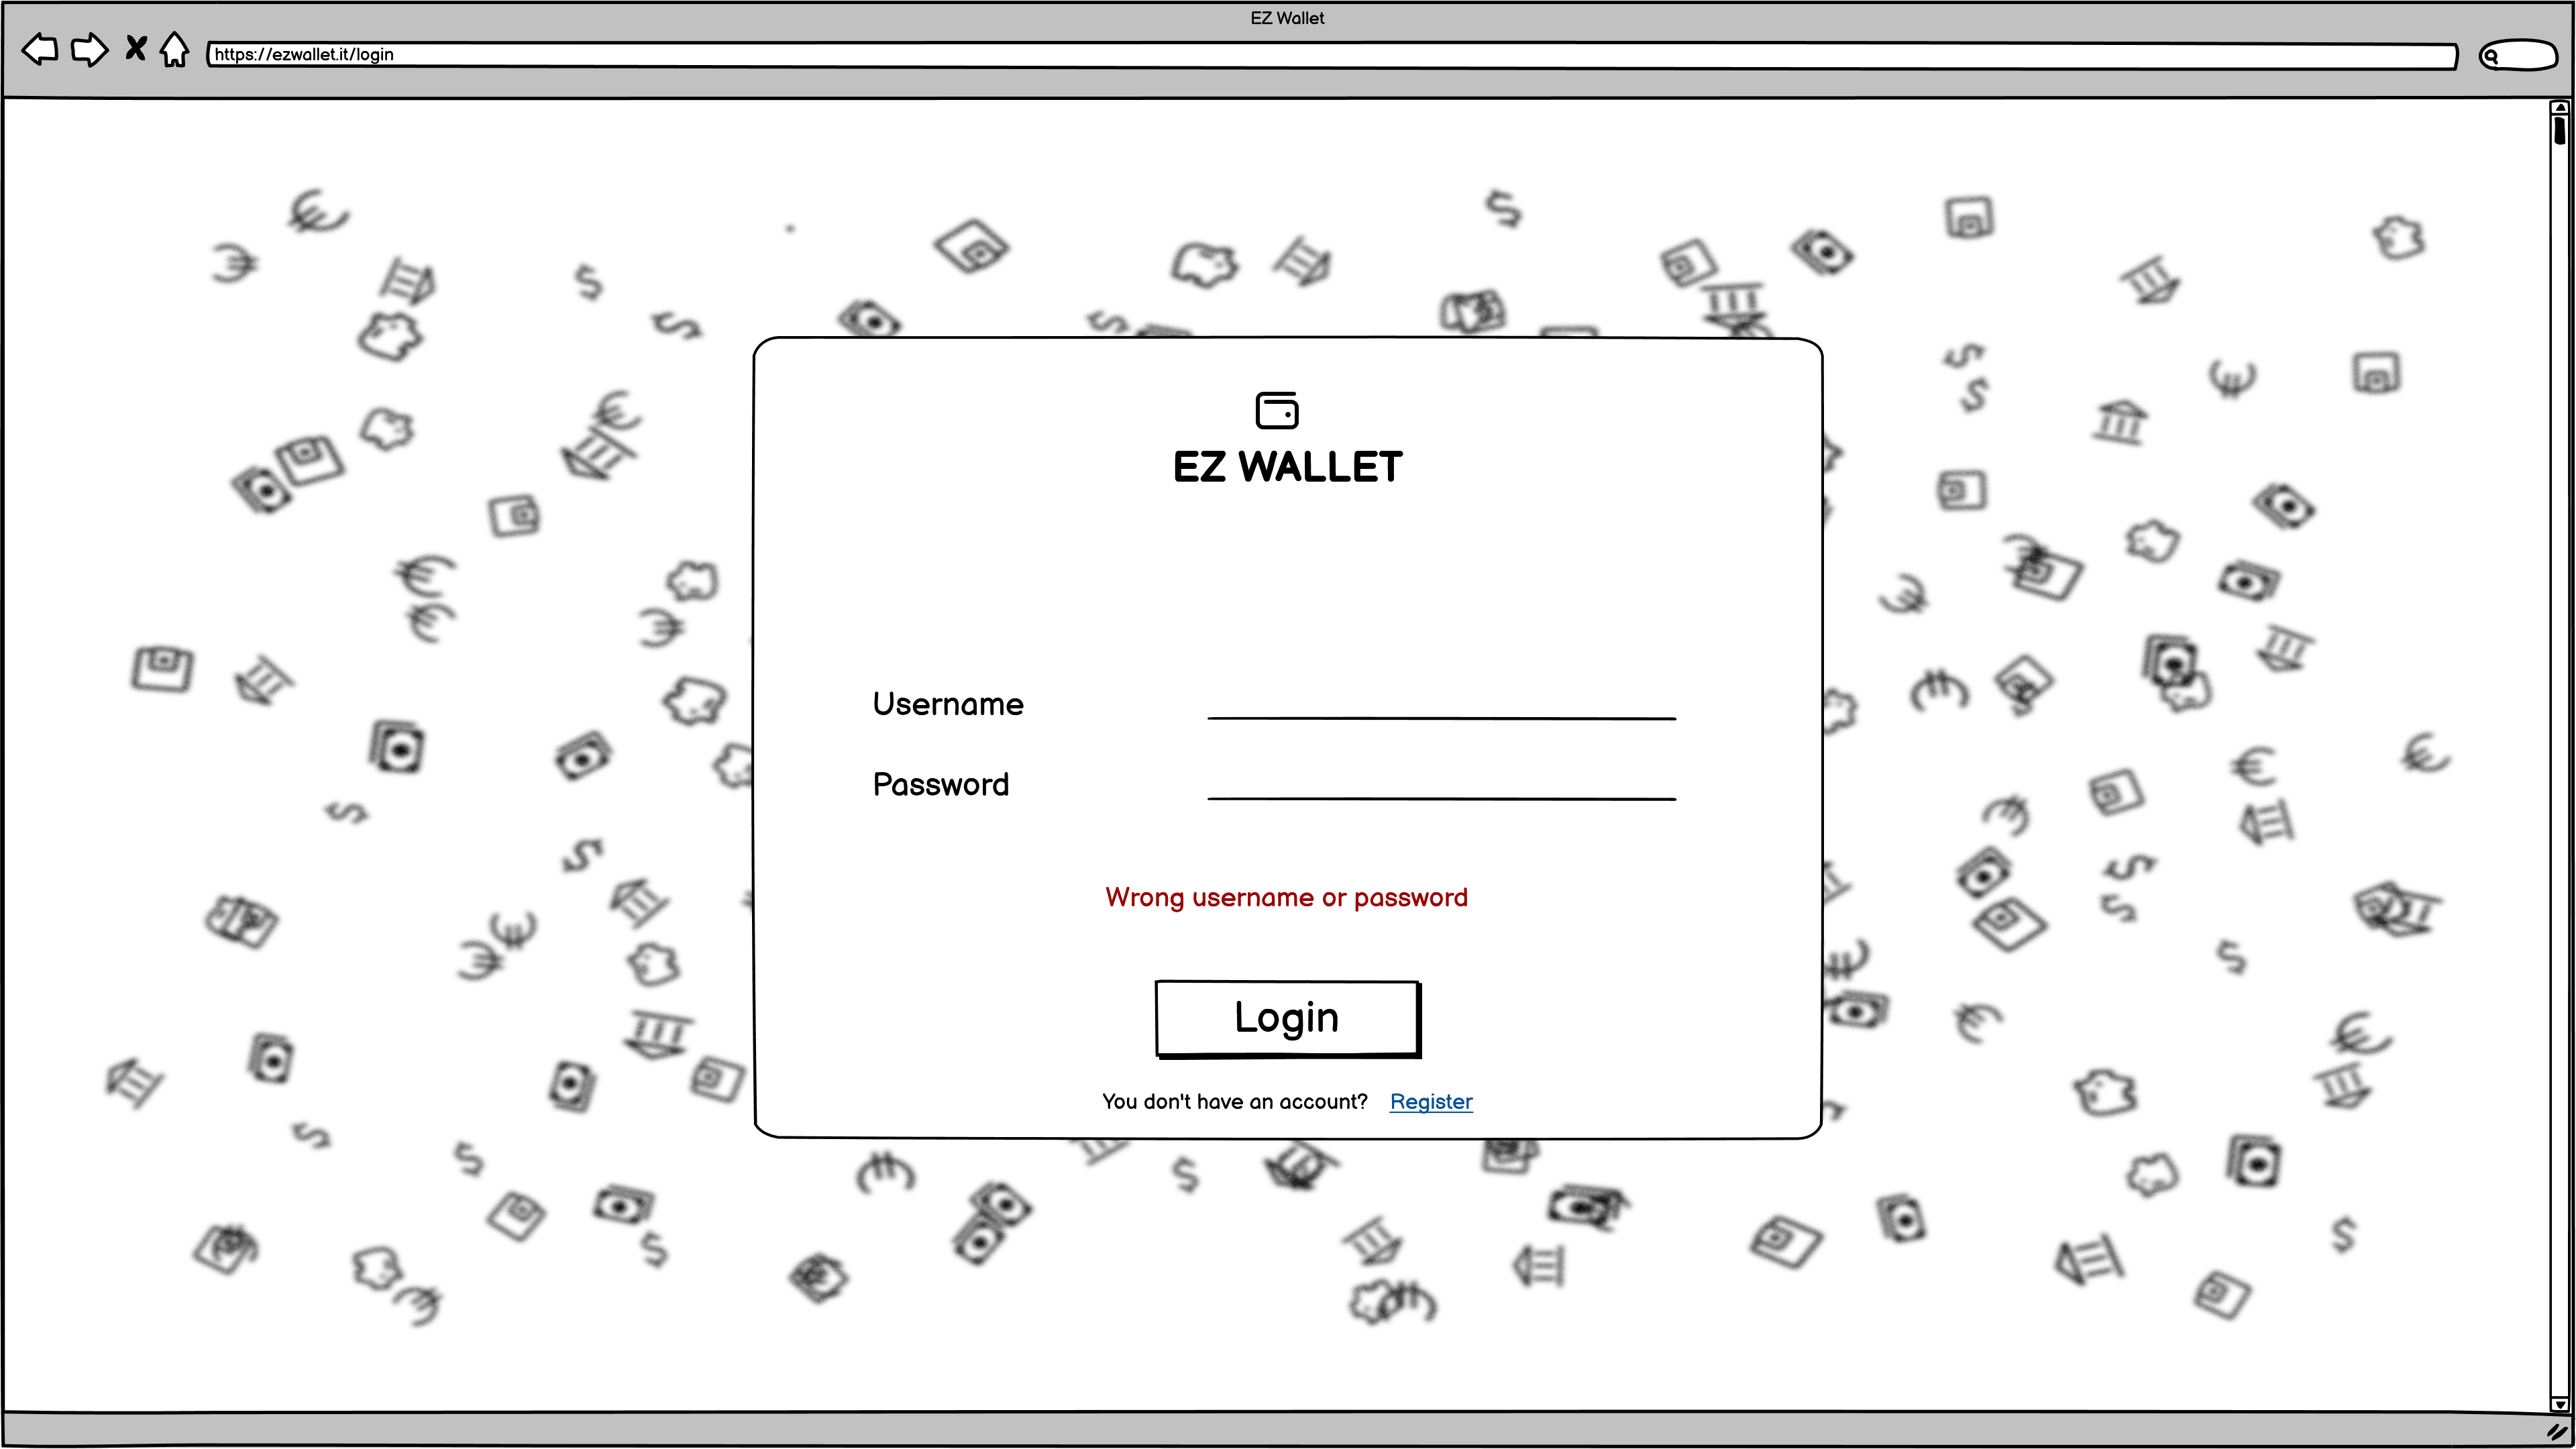 EZ Wallet
https://ezwallet.it/login
EZ WALLET
Username
Password
Wrong username or password
Login
You don't have an account? Register